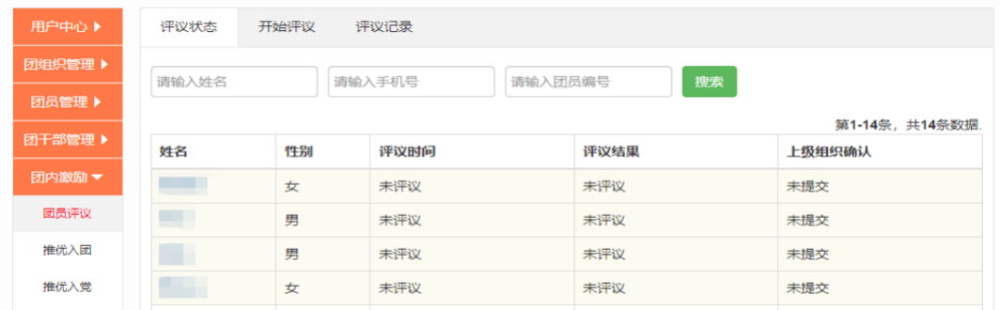 用户中心
团组织管理
团员管理
团干部管理
团内激励
团员评议
推优入团
推优入党
评议状态 开始评议 评议记录
请输入姓名 请输入手机号 请输入团员编号 搜索
第1-14条，共14条数据.
姓名 性别 评议时间 评议结果 上级组织确认
女 未评议 未评议 未提交
男 未评议 未评议 未提交
男 未评议 未评议 未提交
女 未评议 未评议 未提交